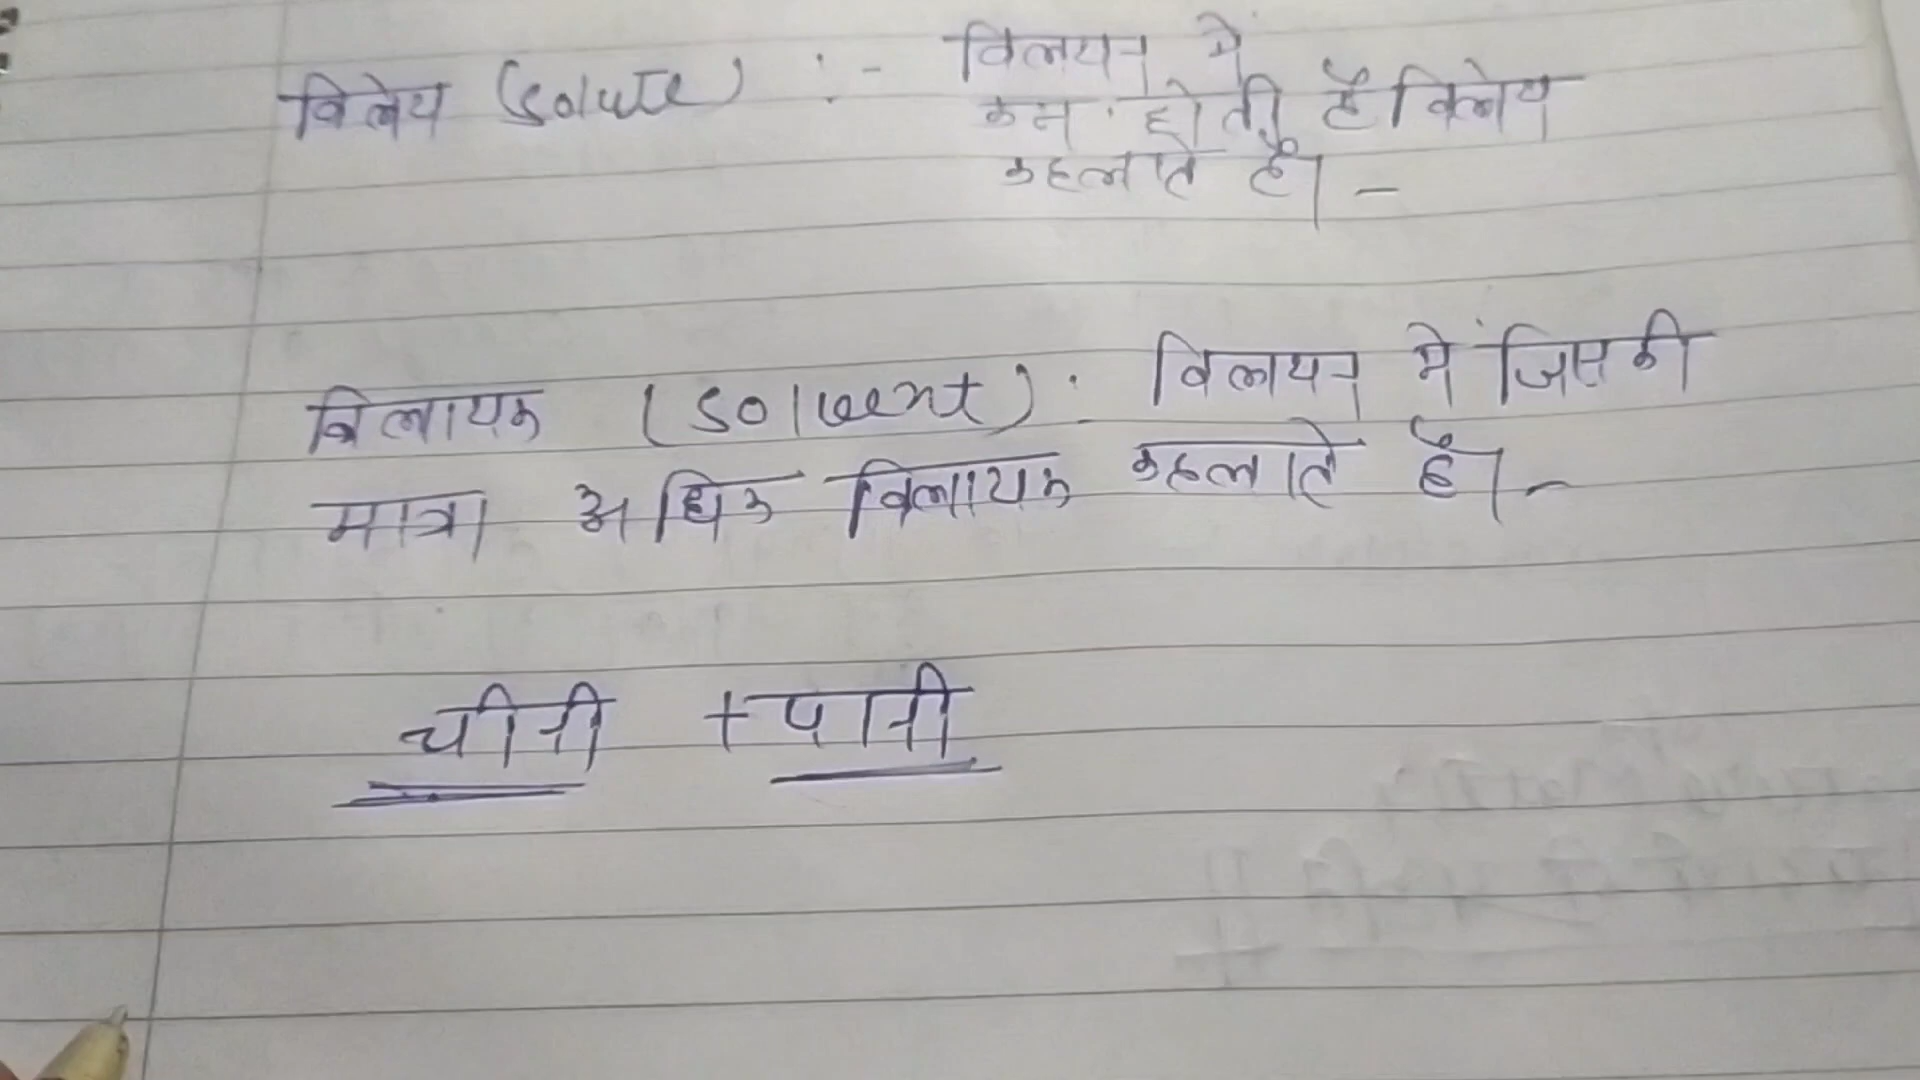 विलेय (Solute) :- विलयन में
कम होती है विलेय
कहलाते है। -
विलायक (Solvent) : विलयन में जिसकी
मात्रा अधिक विलायक कहलाते है। -
चीनी + पानी